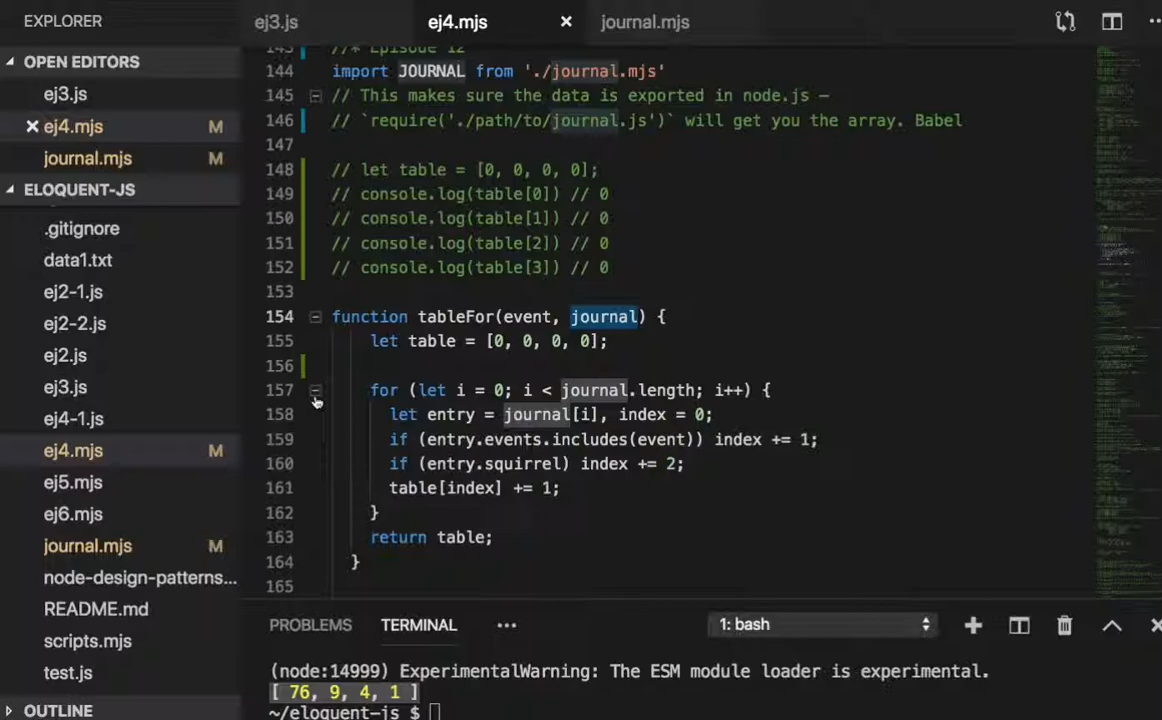 EXPLORER
OPEN EDITORS
ej3.js
ej4.mjs M
journal.mjs M
ELOQUENT-JS
.gitignore
data1.txt
ej2-1.js
ej2-2.js
ej2.js
ej3.js
ej4-1.js
ej4.mjs M
ej5.mjs
ej6.mjs
journal.mjs M
node-design-patterns...
README.md
scripts.mjs
test.js
OUTLINE
ej3.js ej4.mjs journal.mjs
143 //* Episode 12
144 import JOURNAL from './journal.mjs'
145 // This makes sure the data is exported in node.js –
146 // `require('./path/to/journal.js')` will get you the array. Babel
147
148 // let table = [0, 0, 0, 0];
149 // console.log(table[0]) // 0
150 // console.log(table[1]) // 0
151 // console.log(table[2]) // 0
152 // console.log(table[3]) // 0
153
154 function tableFor(event, journal) {
155 let table = [0, 0, 0, 0];
156
157 for (let i = 0; i < journal.length; i++) {
158 let entry = journal[i], index = 0;
159 if (entry.events.includes(event)) index += 1;
160 if (entry.squirrel) index += 2;
161 table[index] += 1;
162 }
163 return table;
164 }
165
PROBLEMS TERMINAL ••• 1: bash
(node:14999) ExperimentalWarning: The ESM module loader is experimental.
[ 76, 9, 4, 1 ]
~/eloquent-js $